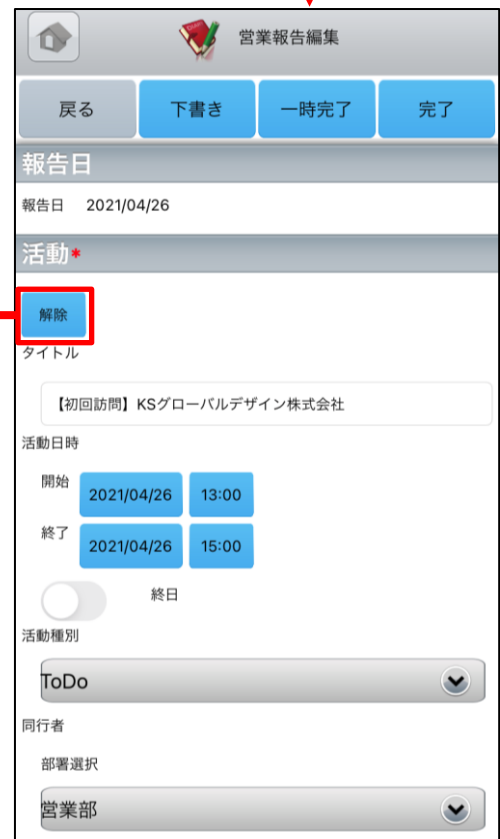 営業報告編集
戻る 下書き 一時完了 完了
報告日
報告日 2021/04/26
活動*
解除
タイトル
【初回訪問】KSグローバルデザイン株式会社
活動日時
開始 2021/04/26 13:00
終了 2021/04/26 15:00
終日
活動種別
ToDo
同行者
部署選択
営業部